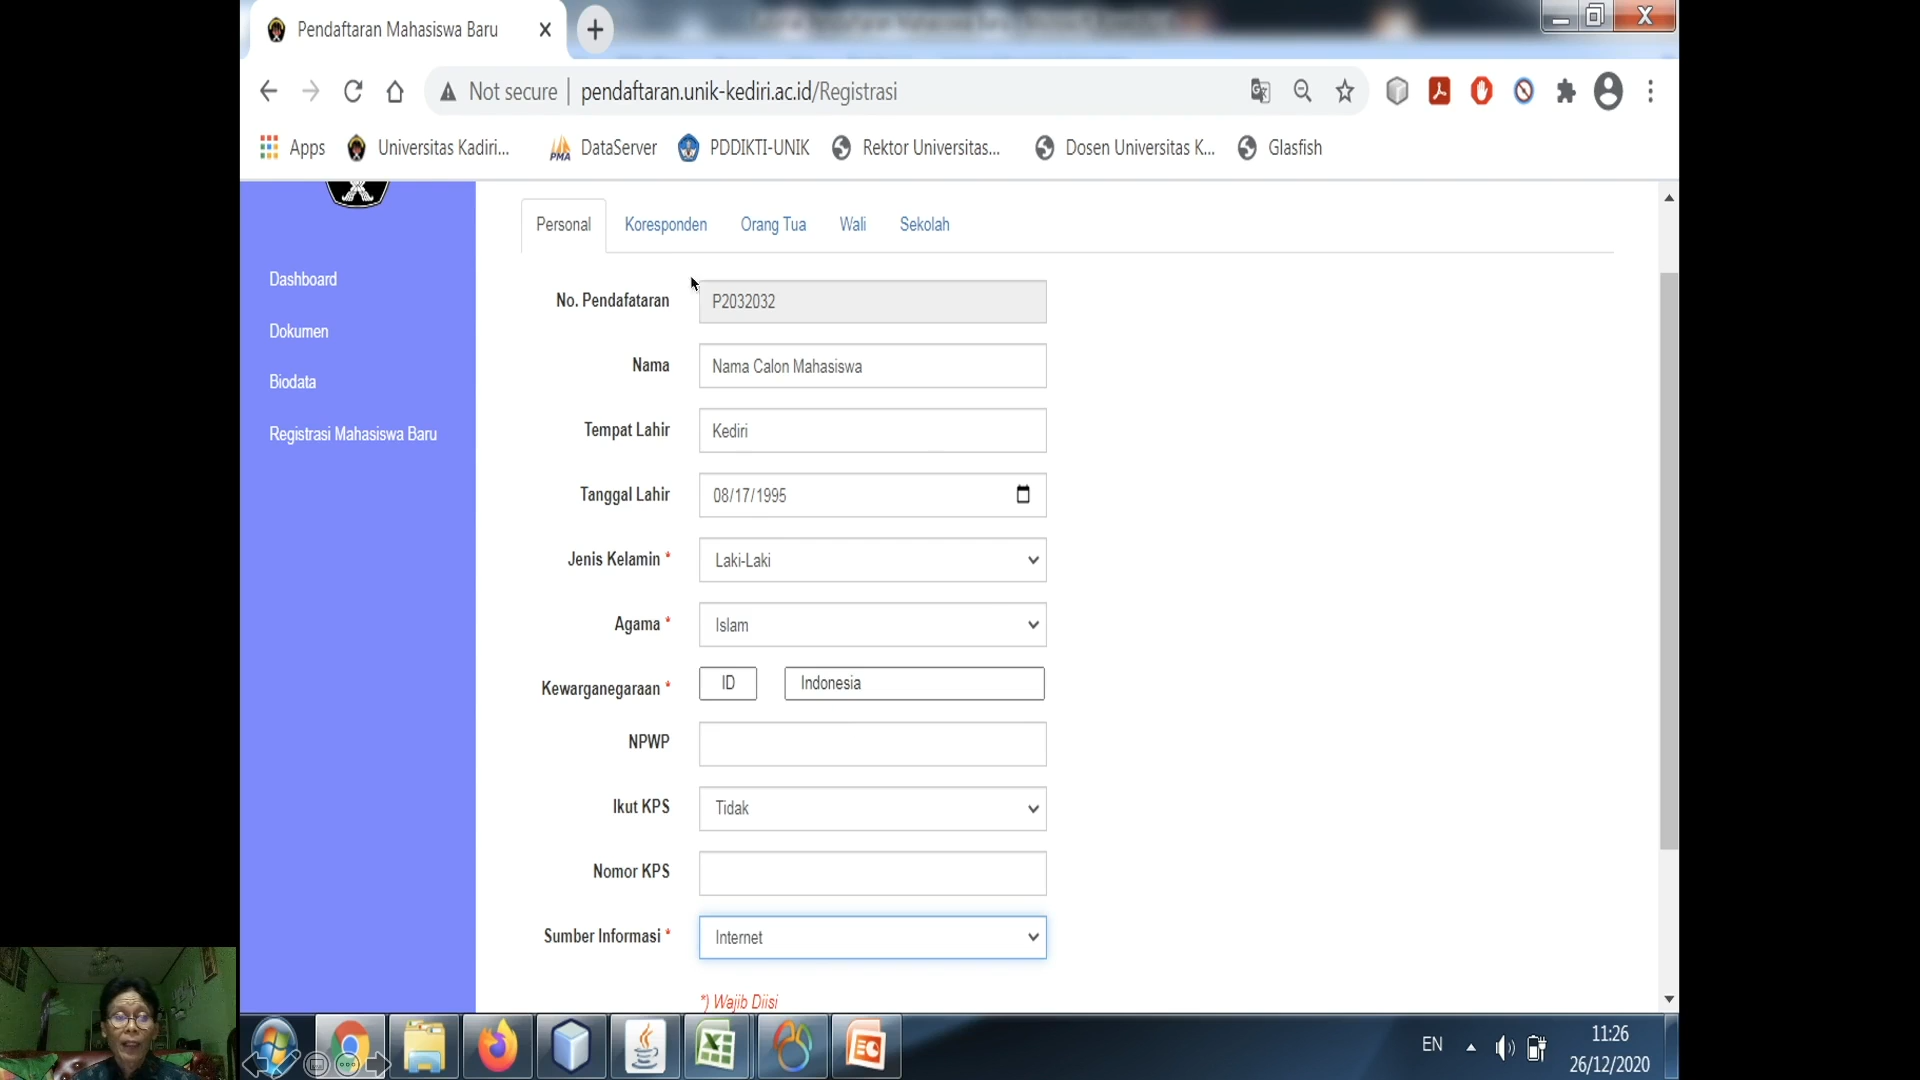 Pendaftaran Mahasiswa Baru
Not secure | pendaftaran.unik-kediri.ac.id/Registrasi
Apps Universitas Kadiri... DataServer PDDIKTI-UNIK Rektor Universitas... Dosen Universitas K... Glasfish
Dashboard
Dokumen
Biodata
Registrasi Mahasiswa Baru
Personal Koresponden Orang Tua Wali Sekolah
No. Pendafataran P2032032
Nama Nama Calon Mahasiswa
Tempat Lahir Kediri
Tanggal Lahir 08/17/1995
Jenis Kelamin * Laki-Laki
Agama * Islam
Kewarganegaraan * ID Indonesia
NPWP
Ikut KPS Tidak
Nomor KPS
Sumber Informasi * Internet
*) Wajib Diisi
EN 11:26
26/12/2020